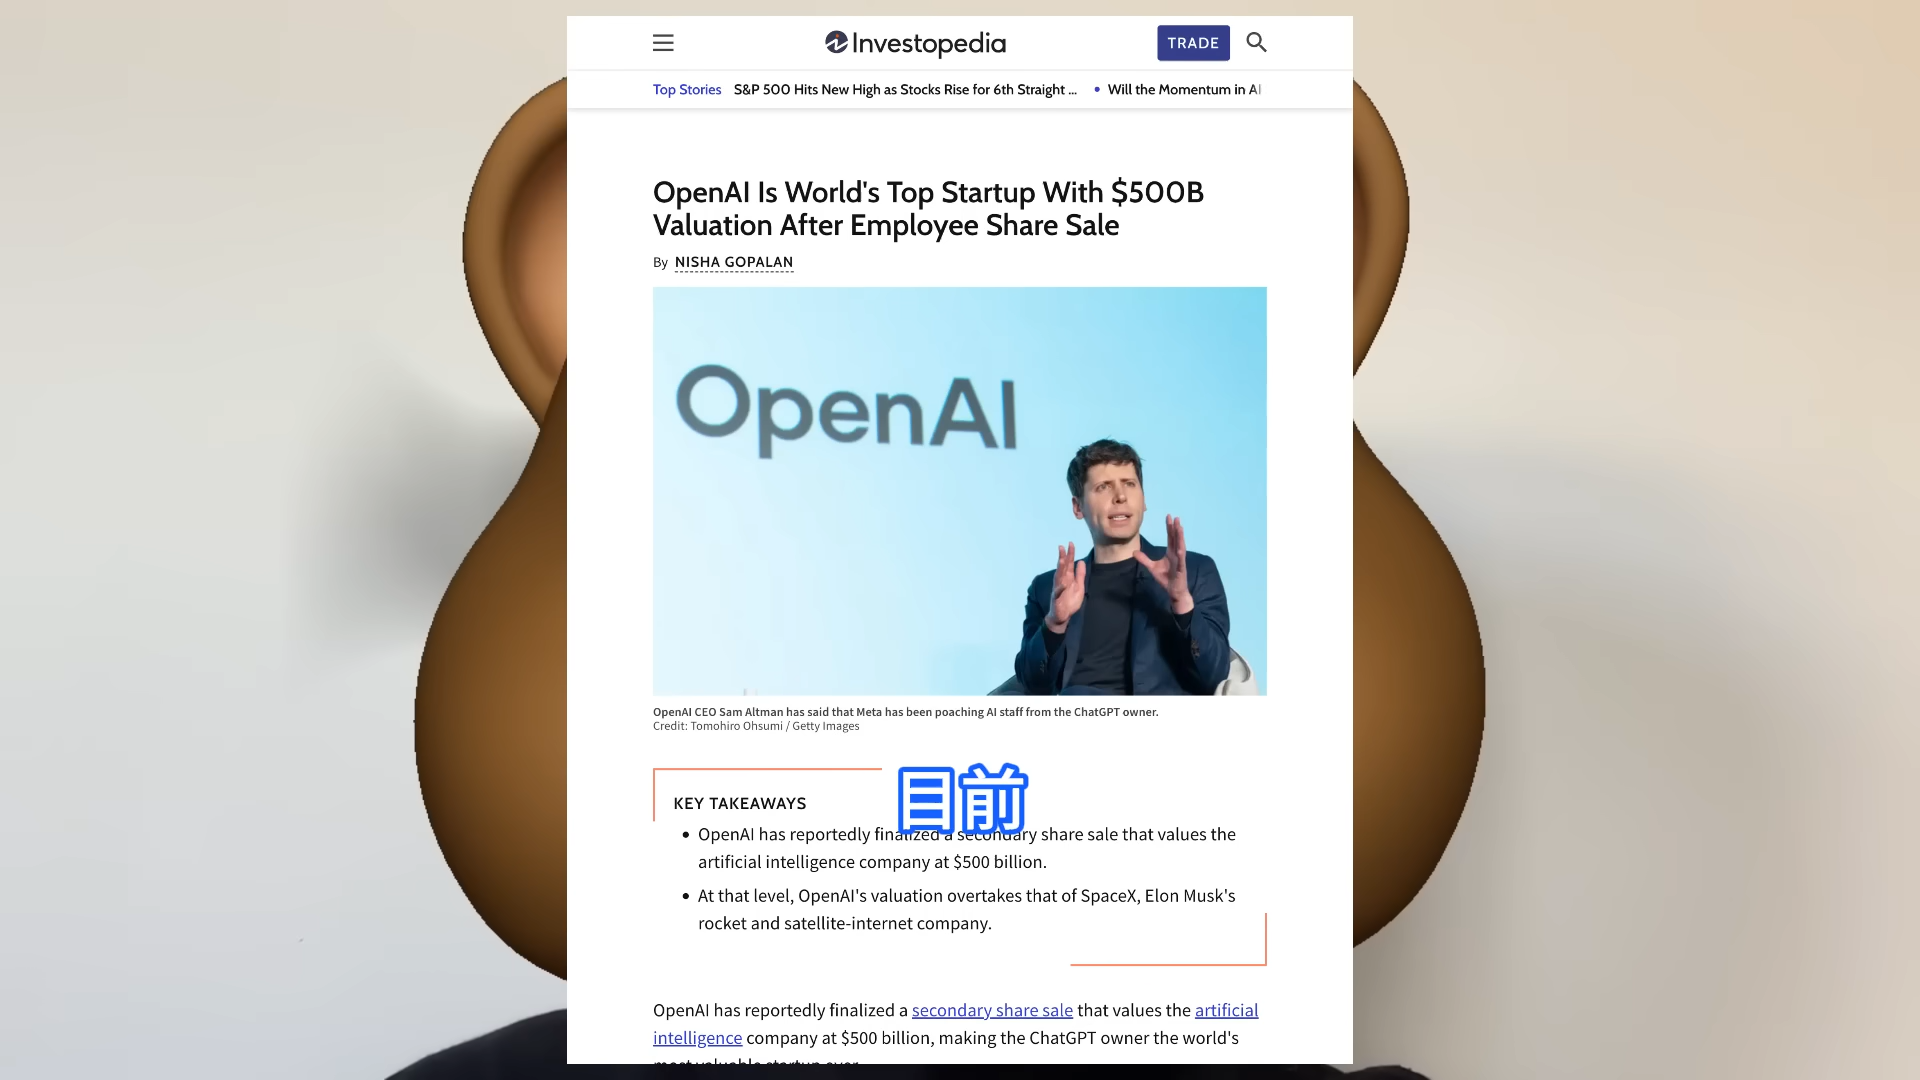 Investopedia
TRADE
Top Stories S&P 500 Hits New High as Stocks Rise for 6th Straight ... • Will the Momentum in AI
OpenAI Is World's Top Startup With $500B
Valuation After Employee Share Sale
By NISHA GOPALAN
OpenAI
OpenAI CEO Sam Altman has said that Meta has been poaching AI staff from the ChatGPT owner.
Credit: Tomohiro Ohsumi / Getty Images
目前
KEY TAKEAWAYS
• OpenAI has reportedly finalized a secondary share sale that values the
artificial intelligence company at $500 billion.
• At that level, OpenAI's valuation overtakes that of SpaceX, Elon Musk's
rocket and satellite-internet company.
OpenAI has reportedly finalized a secondary share sale that values the artificial
intelligence company at $500 billion, making the ChatGPT owner the world's
most valuable startup ever.